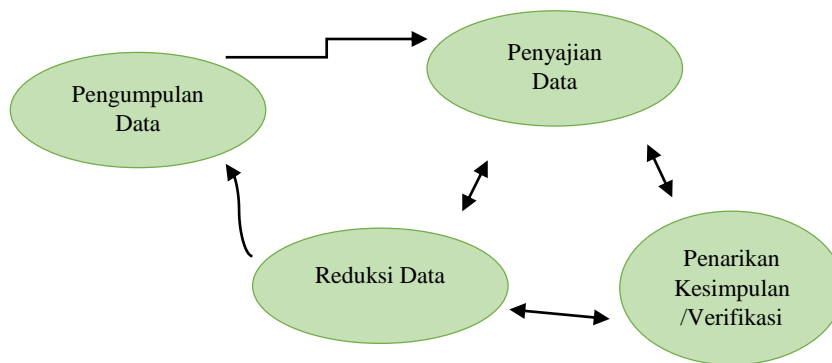 Pengumpulan
Data
Penyajian
Data
Reduksi Data
Penarikan
Kesimpulan
/Verifikasi